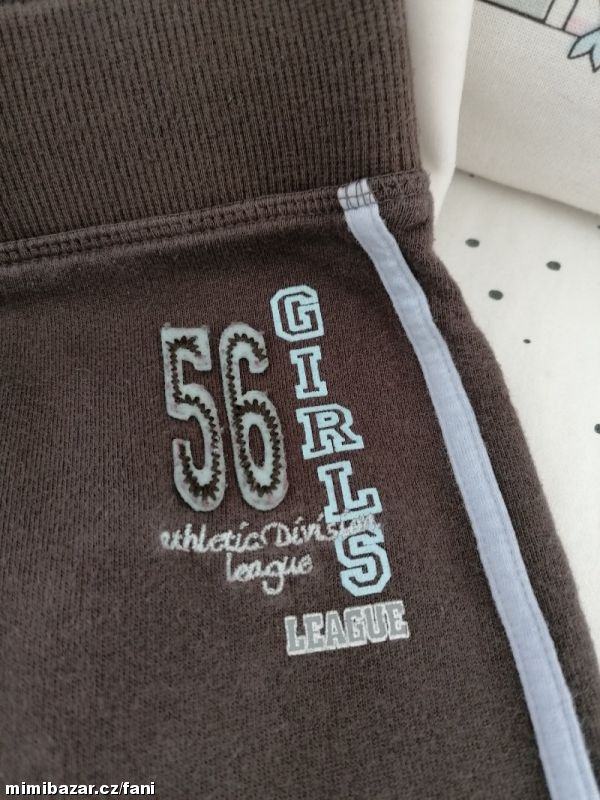 56
GIRLS
athletic Division
league
LEAGUE
mimibazar.cz/fani